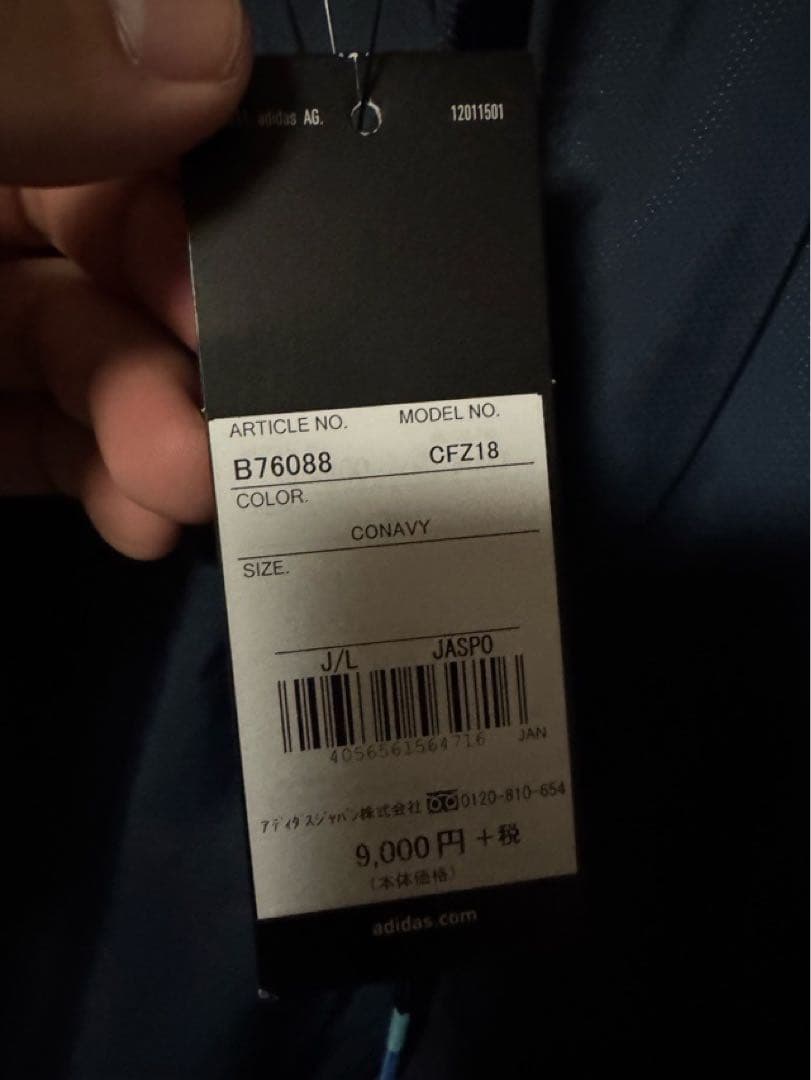 adidas AG.
12011501
ARTICLE NO. MODEL NO.
B76088 CFZ18
COLOR.
CONAVY
SIZE.
J/L JASPO
4056561564716 JAN
アディダスジャパン株式会社 0120-810-654
9,000円+税
(本体価格)
adidas.com